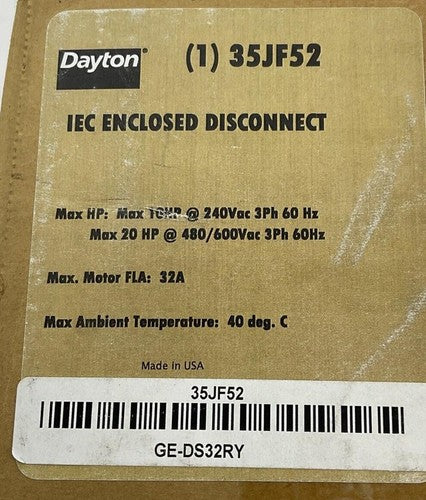 Dayton®
(1) 35JF52
IEC ENCLOSED DISCONNECT
Max HP: Max 10HP @ 240Vac 3Ph 60 Hz
Max 20 HP @ 480/600Vac 3Ph 60Hz
Max. Motor FLA: 32A
Max Ambient Temperature: 40 deg. C
Made In USA
35JF52
GE-DS32RY